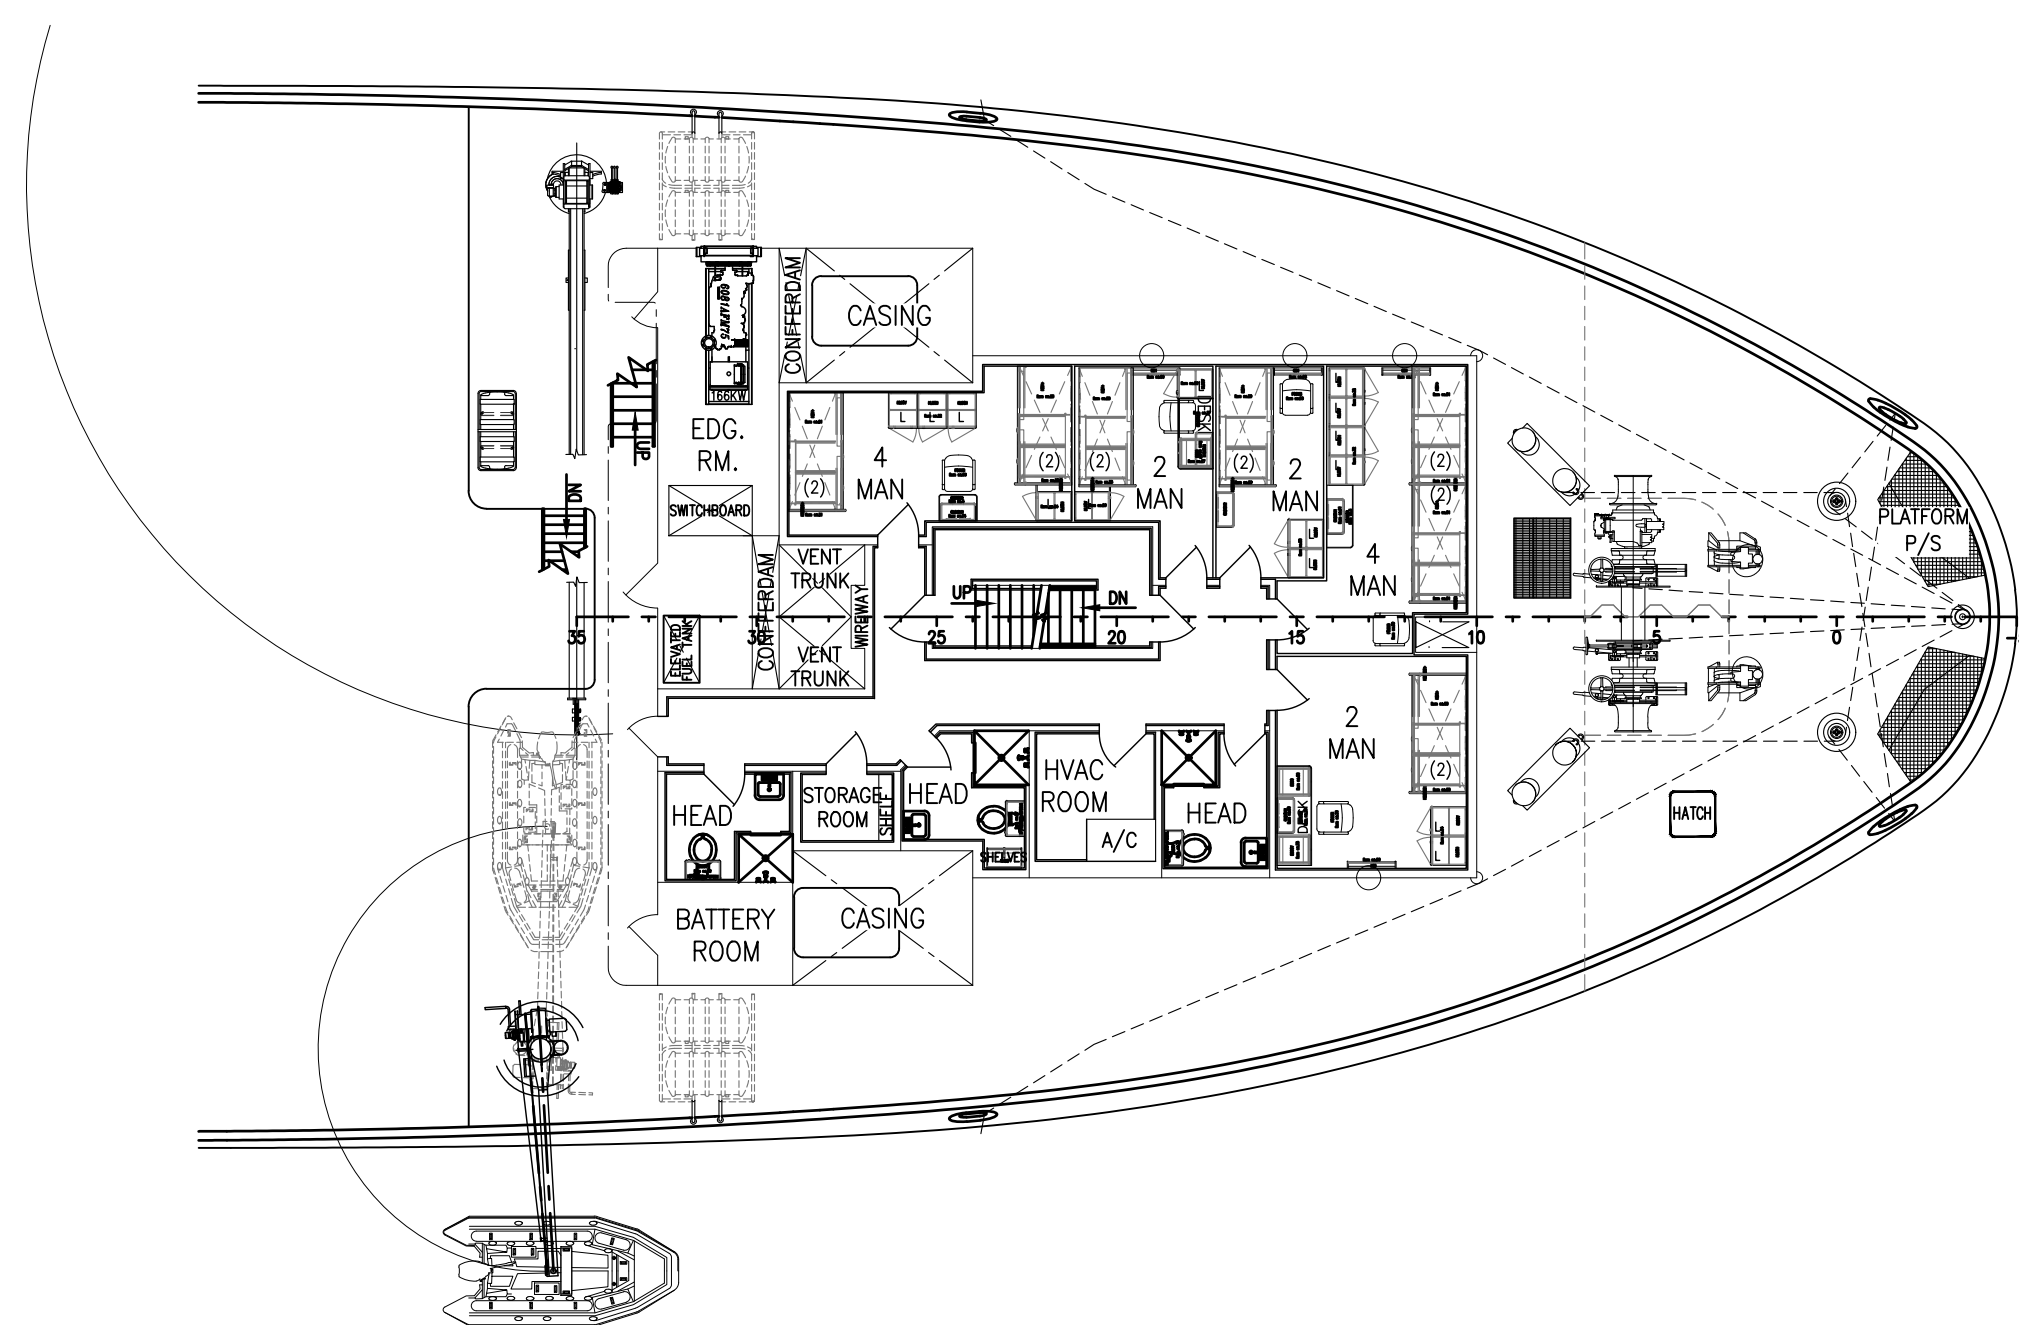 CONFFERDAM
CASING
6081AFM75
166KW
EDG.
RM.
UP
DN
SWITCHBOARD
4
MAN
(2)
L
L
L
(2)
(2)
2
MAN
DESK
(2)
2
MAN
(2)
(2)
4
MAN
PLATFORM
P/S
CONFFERDAM
VENT
TRUNK
VENT
TRUNK
WIREWAY
ELEVATED
FUEL TANK
UP
DN
35
30
25
20
15
10
5
0
2
MAN
DESK
(2)
L
L
HEAD
STORAGE
ROOM
SHELF
HEAD
SHELVES
HVAC
ROOM
A/C
HEAD
HATCH
BATTERY
ROOM
CASING